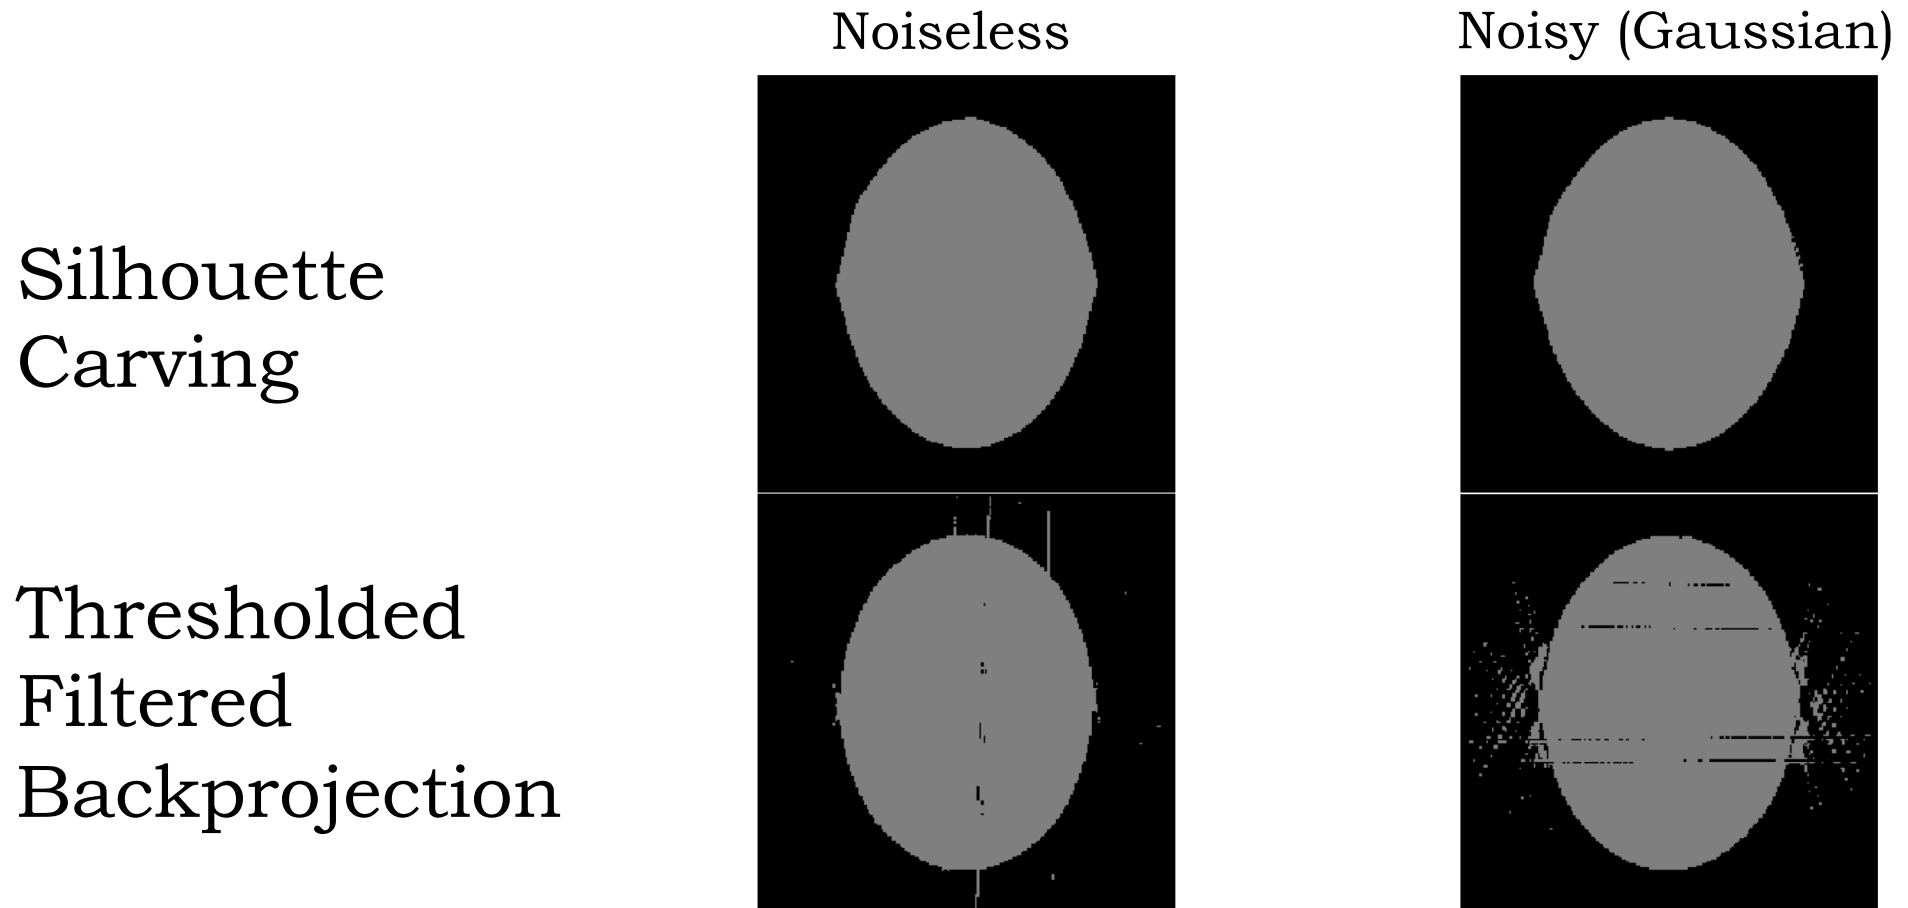 Noiseless
Noisy (Gaussian)
Silhouette
Carving
Thresholded
Filtered
Backprojection